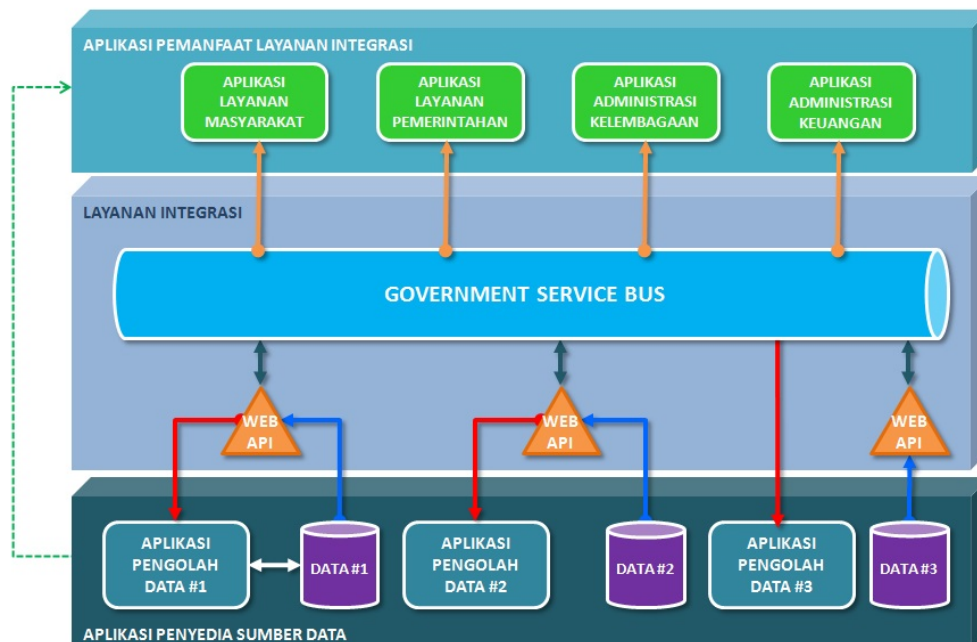 APLIKASI PEMANFAAT LAYANAN INTEGRASI
APLIKASI
LAYANAN
MASYARAKAT
APLIKASI
LAYANAN
PEMERINTAHAN
APLIKASI
ADMINISTRASI
KELEMBAGAAN
APLIKASI
ADMINISTRASI
KEUANGAN
LAYANAN INTEGRASI
GOVERNMENT SERVICE BUS
WEB
API
WEB
API
WEB
API
APLIKASI
PENGOLAH
DATA #1
DATA #1
APLIKASI
PENGOLAH
DATA #2
DATA #2
APLIKASI
PENGOLAH
DATA #3
DATA #3
APLIKASI PENYEDIA SUMBER DATA